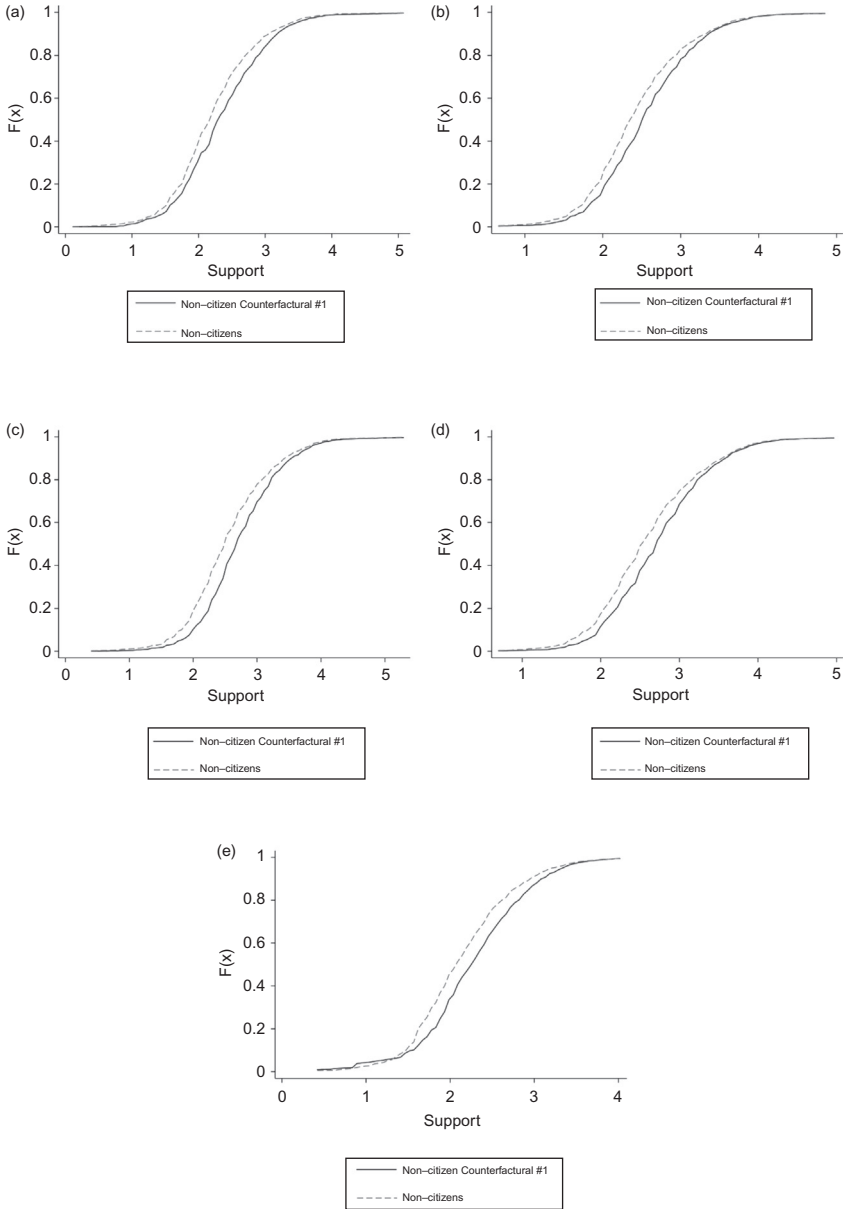 (a)
1
0.8
0.6
0.4
0.2
0
F(x)
0 1 2 3 4 5
Support
Non–citizen Counterfactural #1
Non–citizens
(b)
1
0.8
0.6
0.4
0.2
0
F(x)
1 2 3 4 5
Support
Non–citizen Counterfactural #1
Non–citizens
(c)
1
0.8
0.6
0.4
0.2
0
F(x)
0 1 2 3 4 5
Support
Non–citizen Counterfactural #1
Non–citizens
(d)
1
0.8
0.6
0.4
0.2
0
F(x)
1 2 3 4 5
Support
Non–citizen Counterfactural #1
Non–citizens
(e)
1
0.8
0.6
0.4
0.2
0
F(x)
0 1 2 3 4
Support
Non–citizen Counterfactural #1
Non–citizens